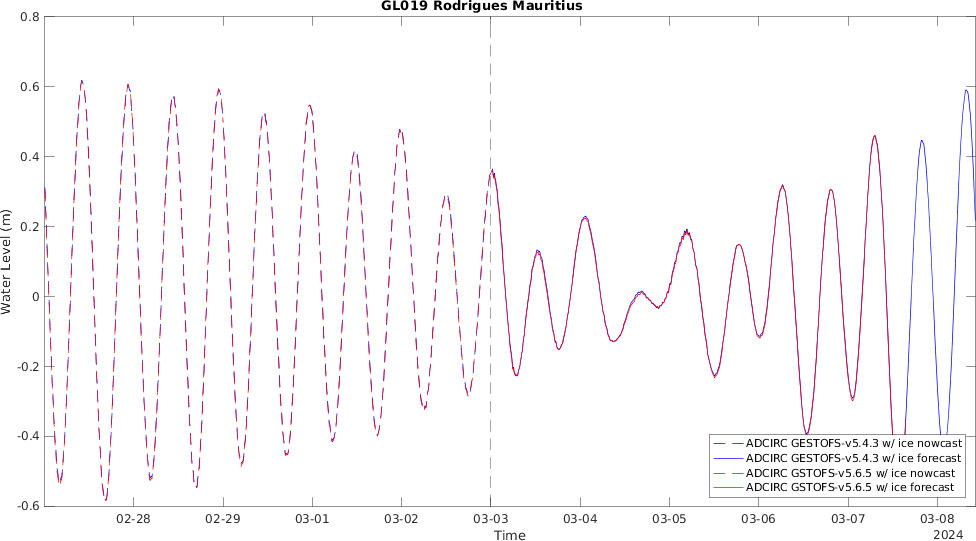 GL019 Rodrigues Mauritius
0.8
0.6
0.4
0.2
0
-0.2
-0.4
-0.6
Water Level (m)
ADCIRC GESTOFS-v5.4.3 w/ ice nowcast
ADCIRC GESTOFS-v5.4.3 w/ ice forecast
ADCIRC GSTOFS-v5.6.5 w/ ice nowcast
ADCIRC GSTOFS-v5.6.5 w/ ice forecast
02-28 02-29 03-01 03-02 03-03 03-04 03-05 03-06 03-07 03-08
Time 2024